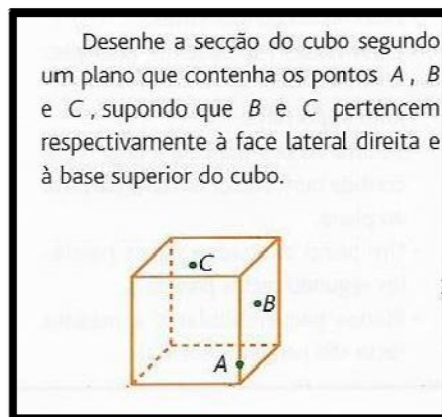 Desenhe a secção do cubo segundo
um plano que contenha os pontos A, B
e C, supondo que B e C pertencem
respectivamente à face lateral direita e
à base superior do cubo.
C
B
A